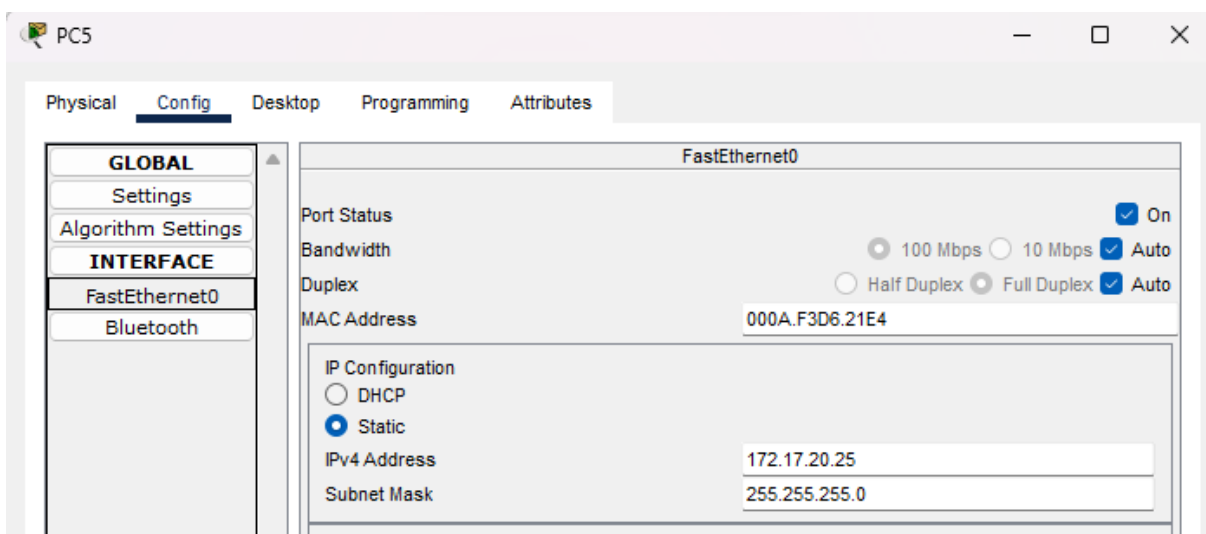 PC5
Physical Config Desktop Programming Attributes
GLOBAL
Settings
Algorithm Settings
INTERFACE
FastEthernet0
Bluetooth
FastEthernet0
Port Status On
Bandwidth 100 Mbps 10 Mbps Auto
Duplex Half Duplex Full Duplex Auto
MAC Address 000A.F3D6.21E4
IP Configuration
DHCP
Static
IPv4 Address 172.17.20.25
Subnet Mask 255.255.255.0